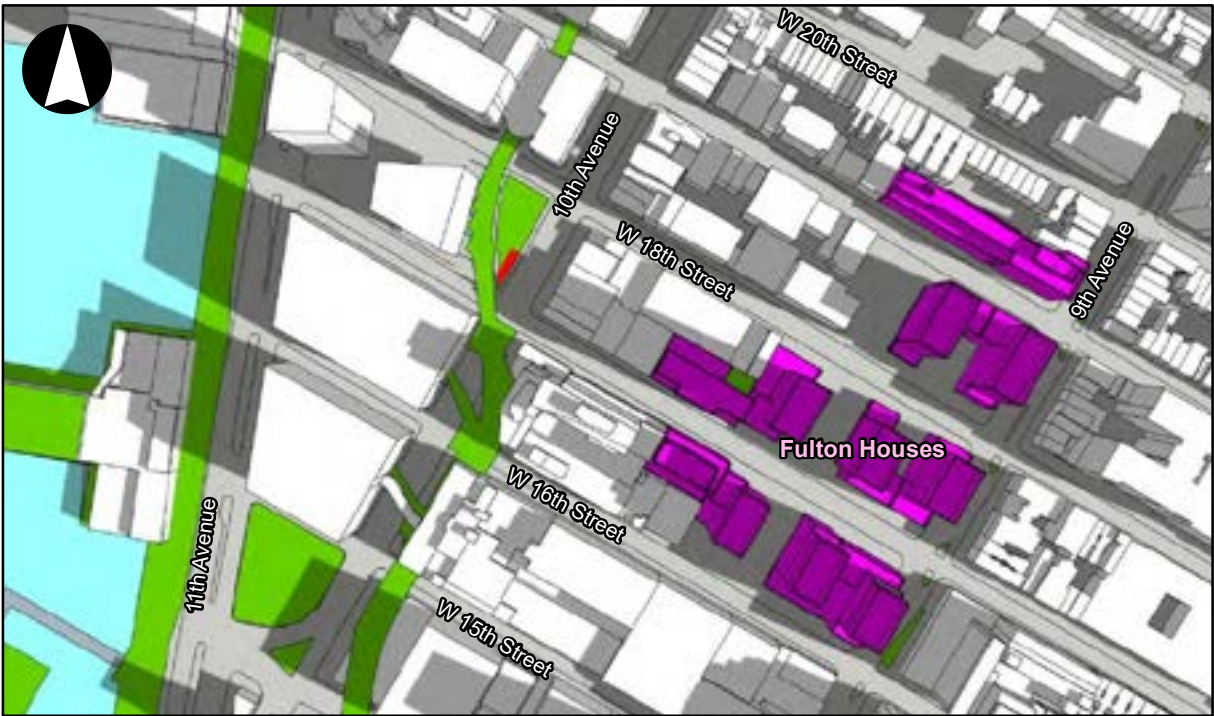 W 20th Street
10th Avenue
W 18th Street
9th Avenue
Fulton Houses
W 16th Street
11th Avenue
W 15th Street